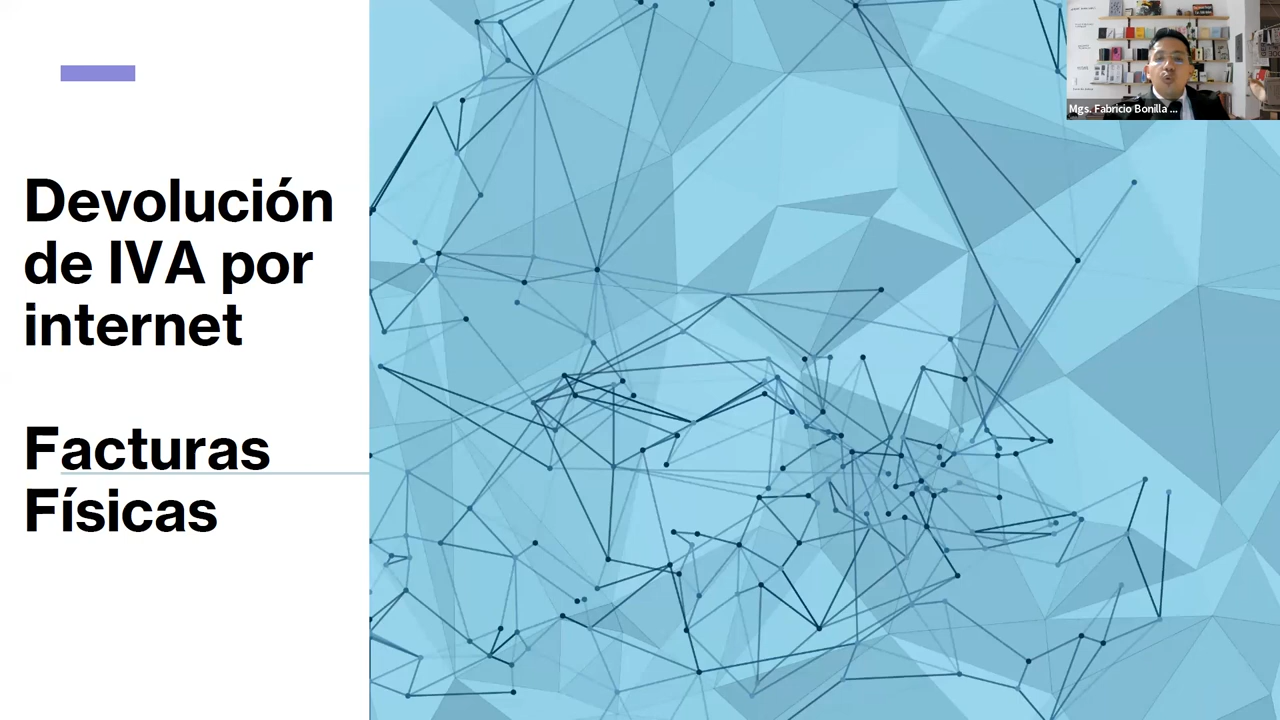 Devolución
de IVA por
internet
Facturas
Físicas
Mgs. Fabricio Bonilla ...